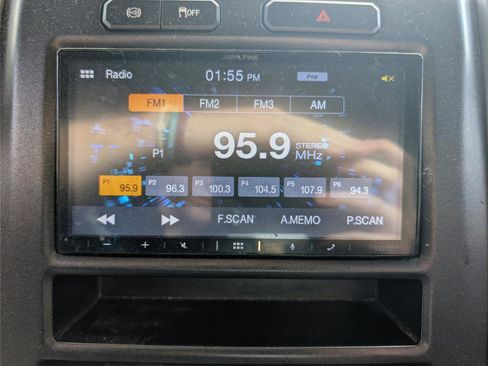 OFF
ALPINE
Radio 01:55 PM Pop
FM1 FM2 FM3 AM
P1 95.9 STEREO MHz
P1 95.9 P2 96.3 P3 100.3 P4 104.5 P5 107.9 P6 94.3
F.SCAN A.MEMO P.SCAN